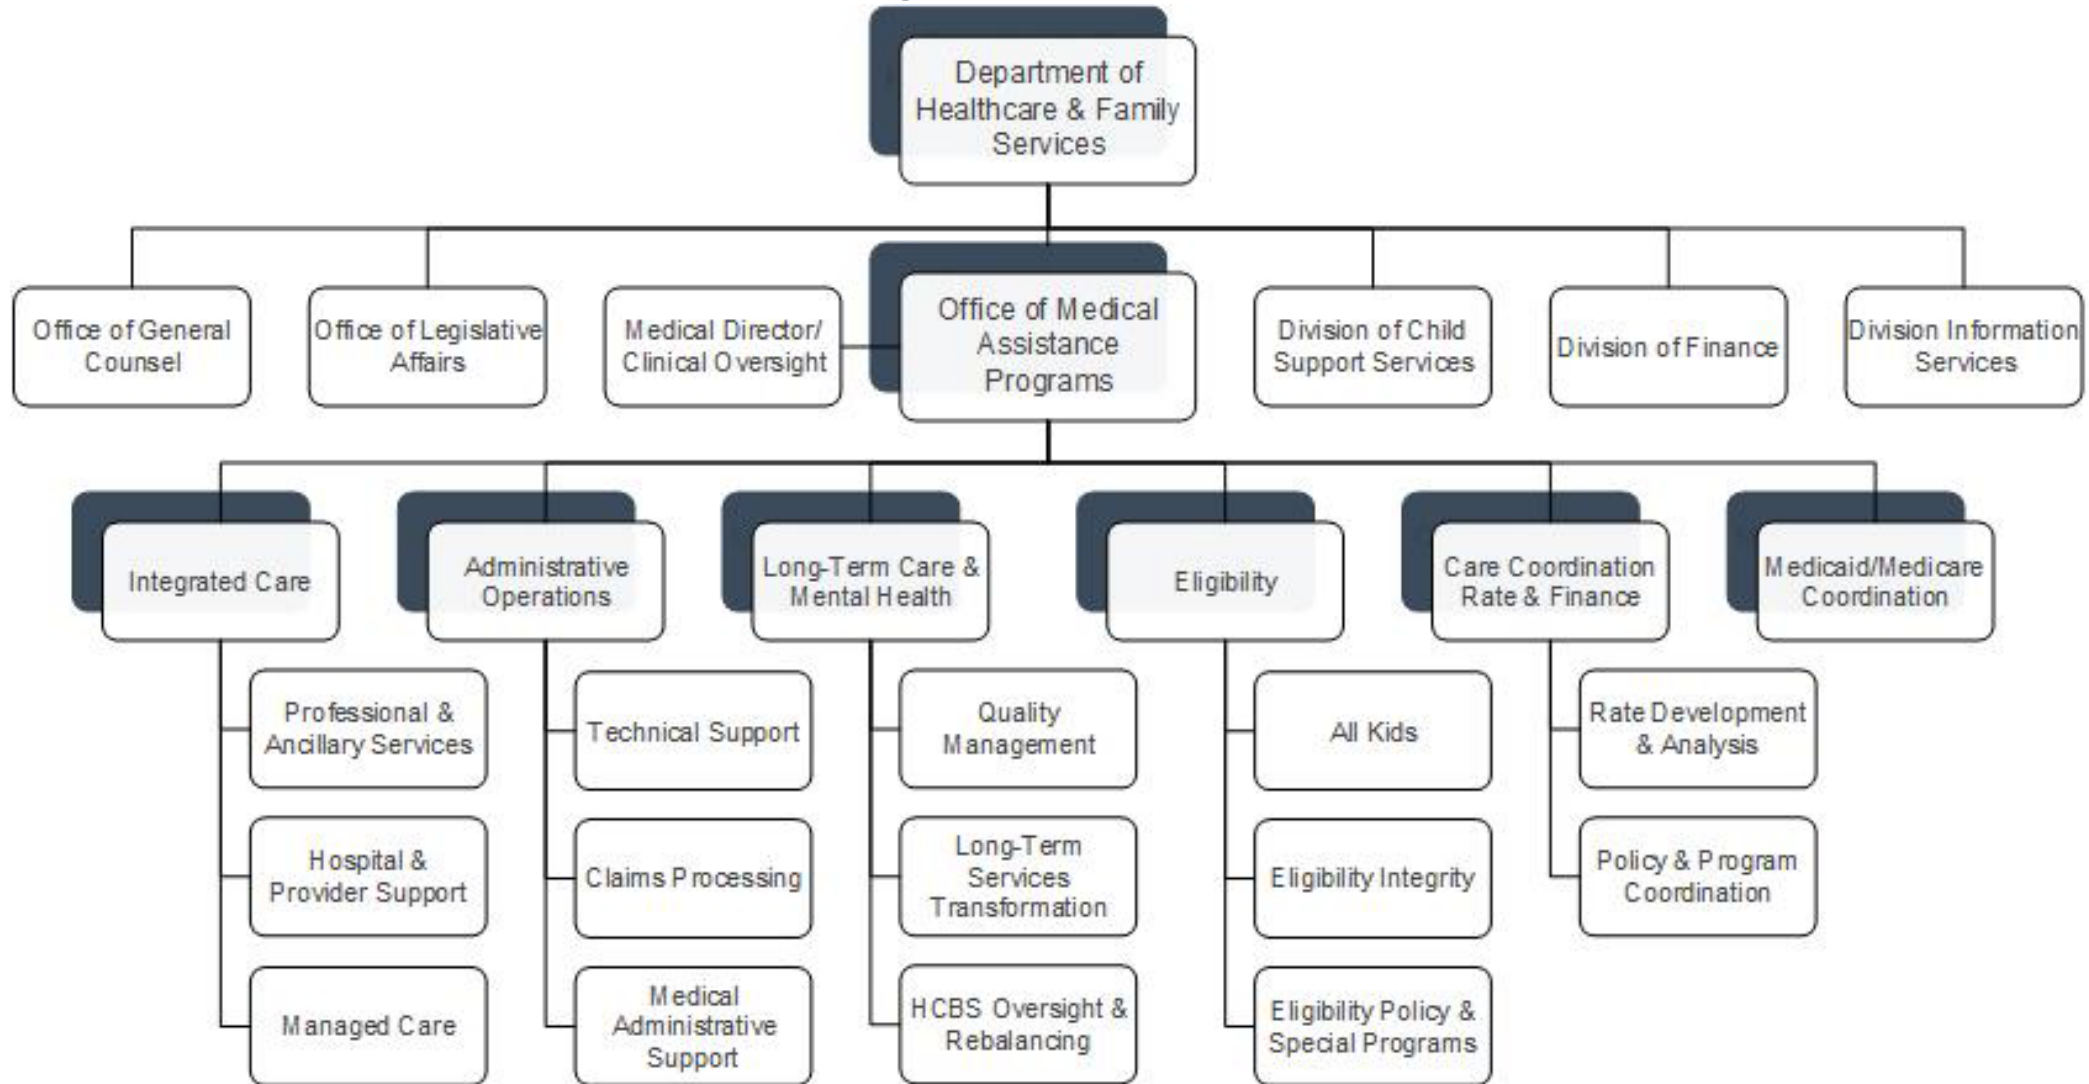 Department of
Healthcare & Family
Services
Office of General
Counsel
Office of Legislative
Affairs
Medical Director/
Clinical Oversight
Office of Medical
Assistance
Programs
Division of Child
Support Services
Division of Finance
Division Information
Services
Integrated Care
Administrative
Operations
Long-Term Care &
Mental Health
Eligibility
Care Coordination
Rate & Finance
Medicaid/Medicare
Coordination
Professional &
Ancillary Services
Technical Support
Quality
Management
All Kids
Rate Development
& Analysis
Hospital &
Provider Support
Claims Processing
Long-Term
Services
Transformation
Eligibility Integrity
Policy & Program
Coordination
Managed Care
Medical
Administrative
Support
HCBS Oversight &
Rebalancing
Eligibility Policy &
Special Programs